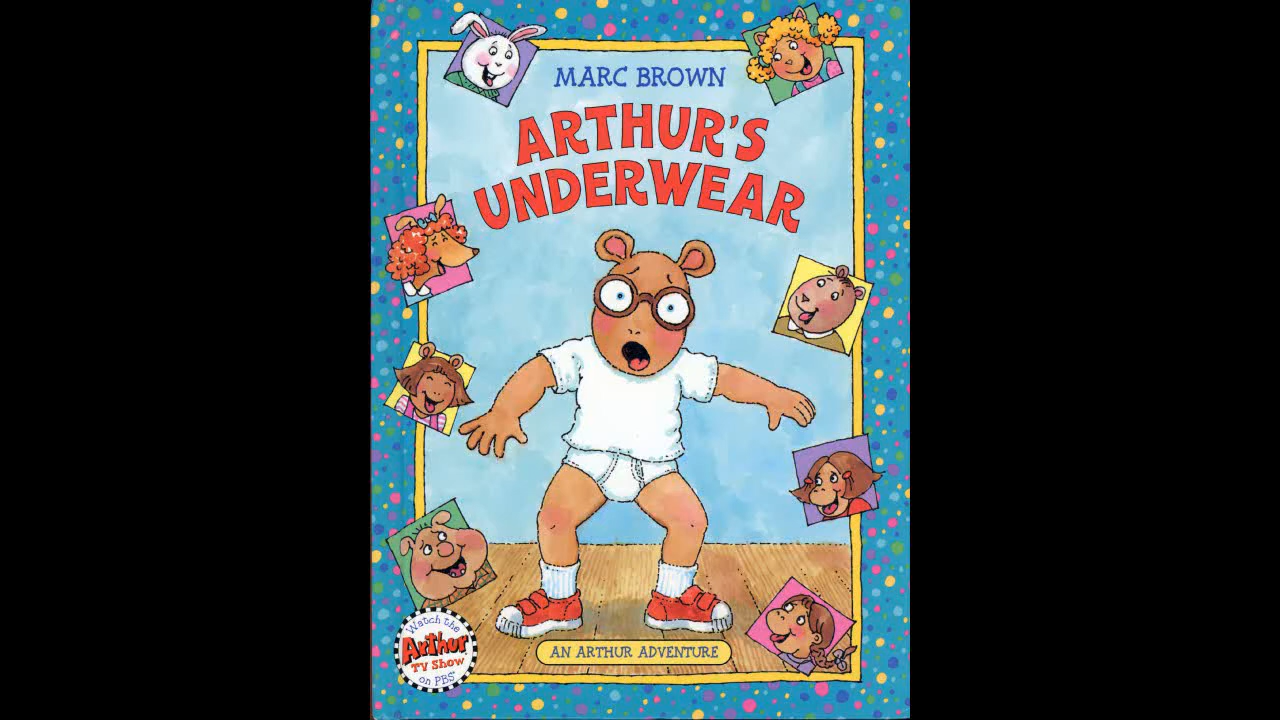 MARC BROWN
ARTHUR'S
UNDERWEAR
Watch the
Arthur
TV Show
on PBS
AN ARTHUR ADVENTURE